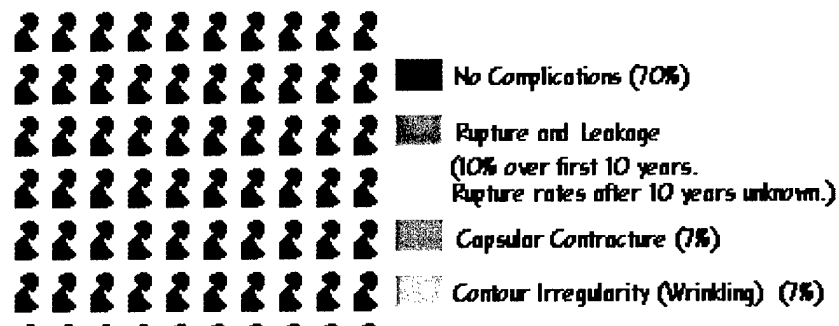 No Complications (70%)
Rupture and Leakage
(10% over first 10 years.
Rupture rates after 10 years unknown.)
Capsular Contracture (7%)
Contour Irregularity (Wrinkling) (7%)